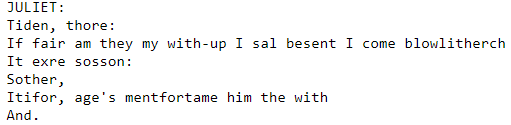 JULIET:
Tiden, thore:
If fair am they my with-up I sal besent I come blowlitherch
It exre sosson:
Sother,
Itifor, age's mentfortame him the with
And.